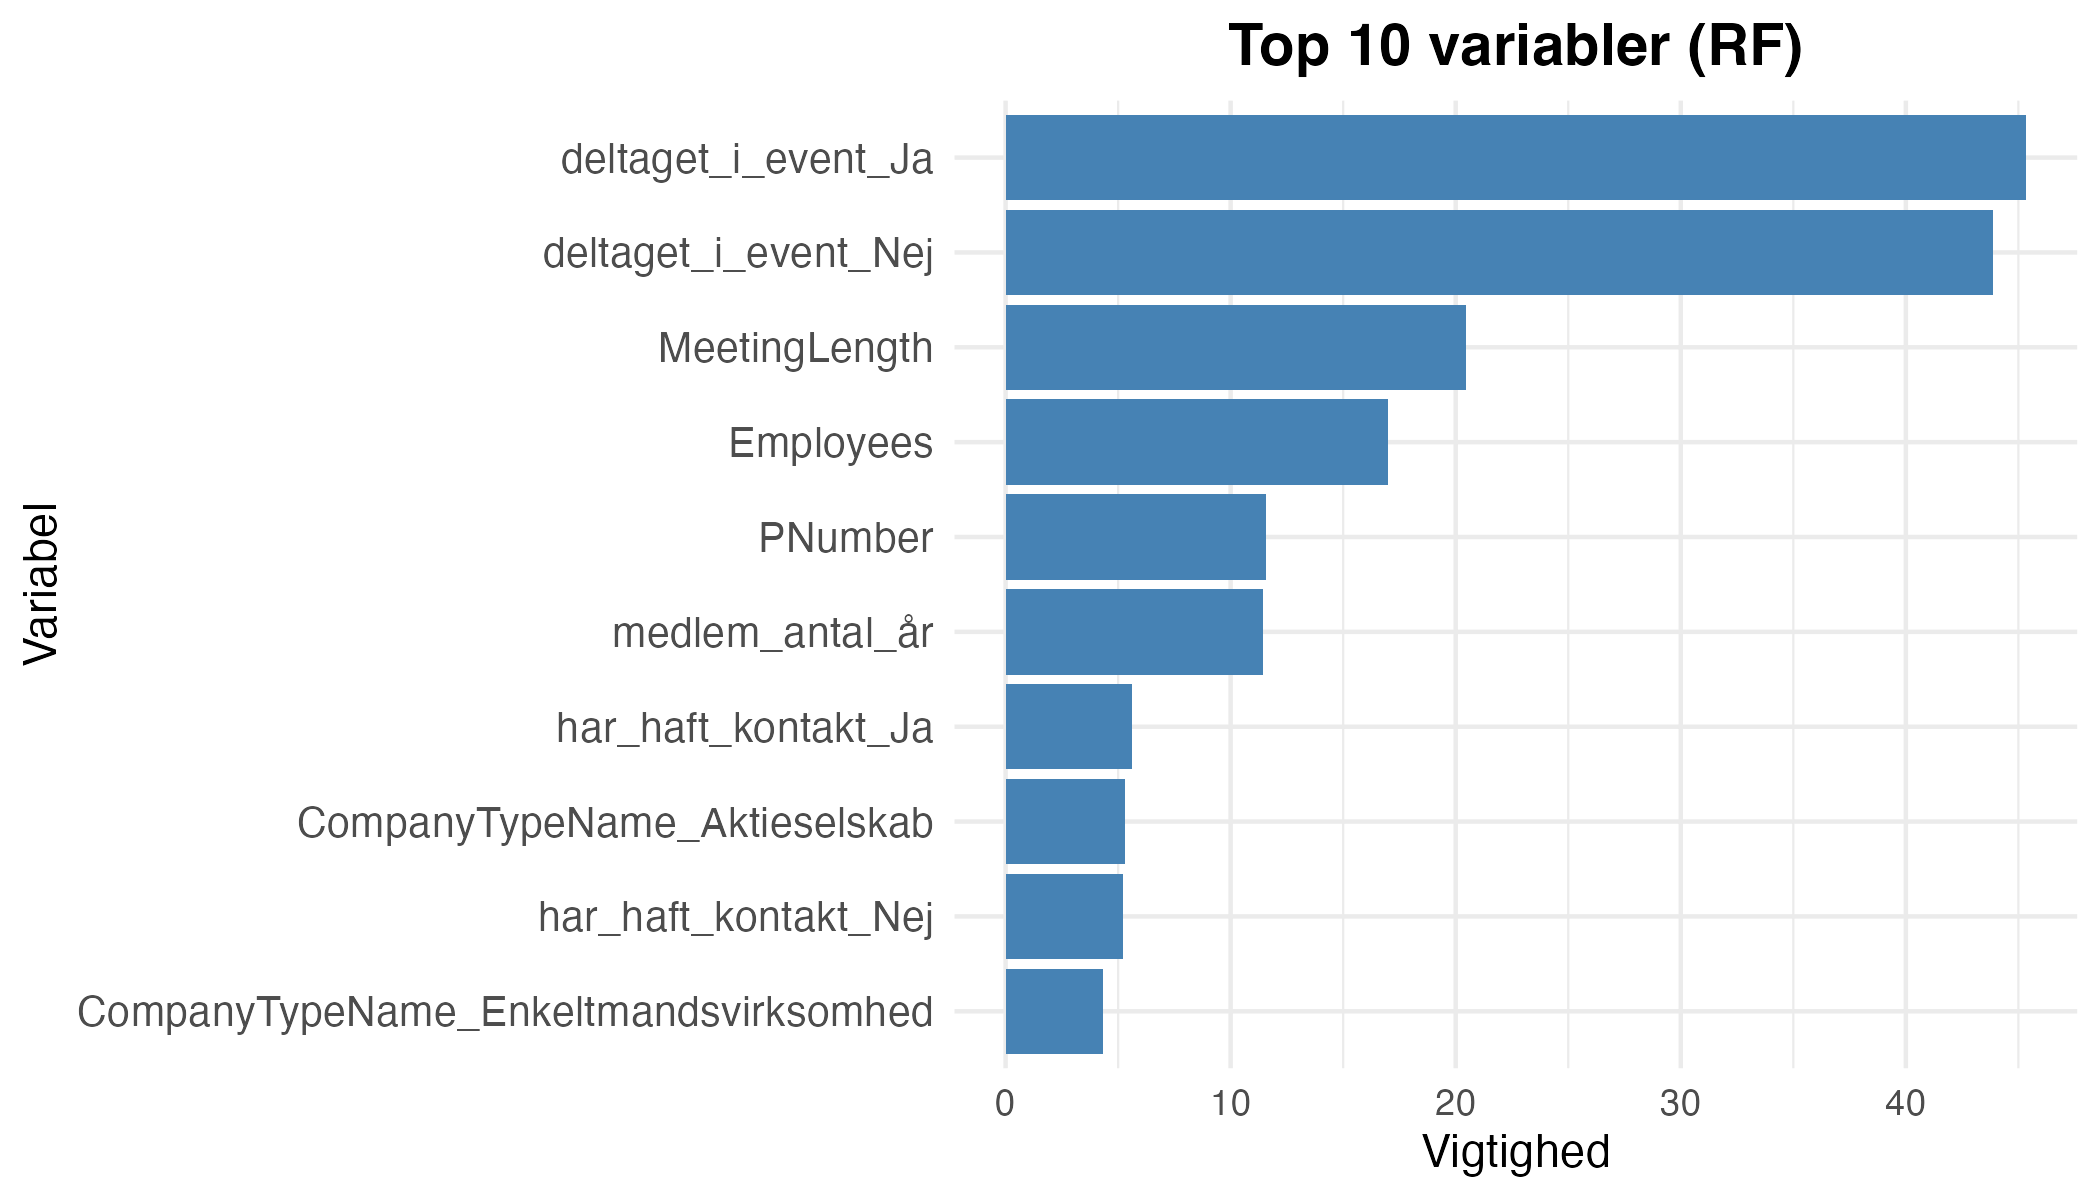 Top 10 variabler (RF)
Variabel
deltaget_i_event_Ja
deltaget_i_event_Nej
MeetingLength
Employees
PNumber
medlem_antal_år
har_haft_kontakt_Ja
CompanyTypeName_Aktieselskab
har_haft_kontakt_Nej
CompanyTypeName_Enkeltmandsvirksomhed
0 10 20 30 40
Vigtighed